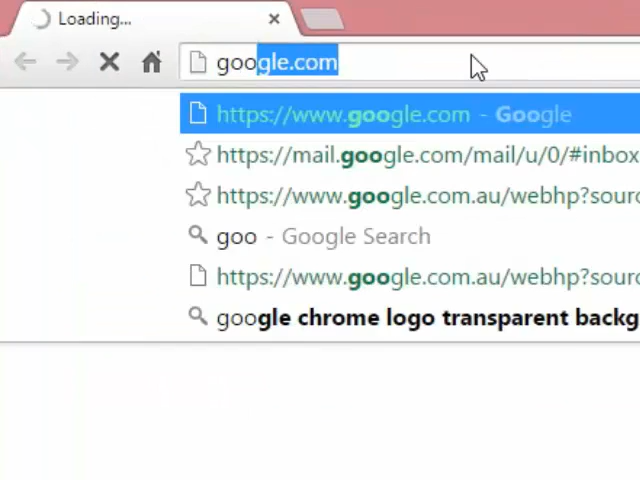 Loading...
google.com
https://www.google.com - Google
https://mail.google.com/mail/u/0/#inbox
https://www.google.com.au/webhp?sourc
goo - Google Search
https://www.google.com.au/webhp?sourc
google chrome logo transparent backg